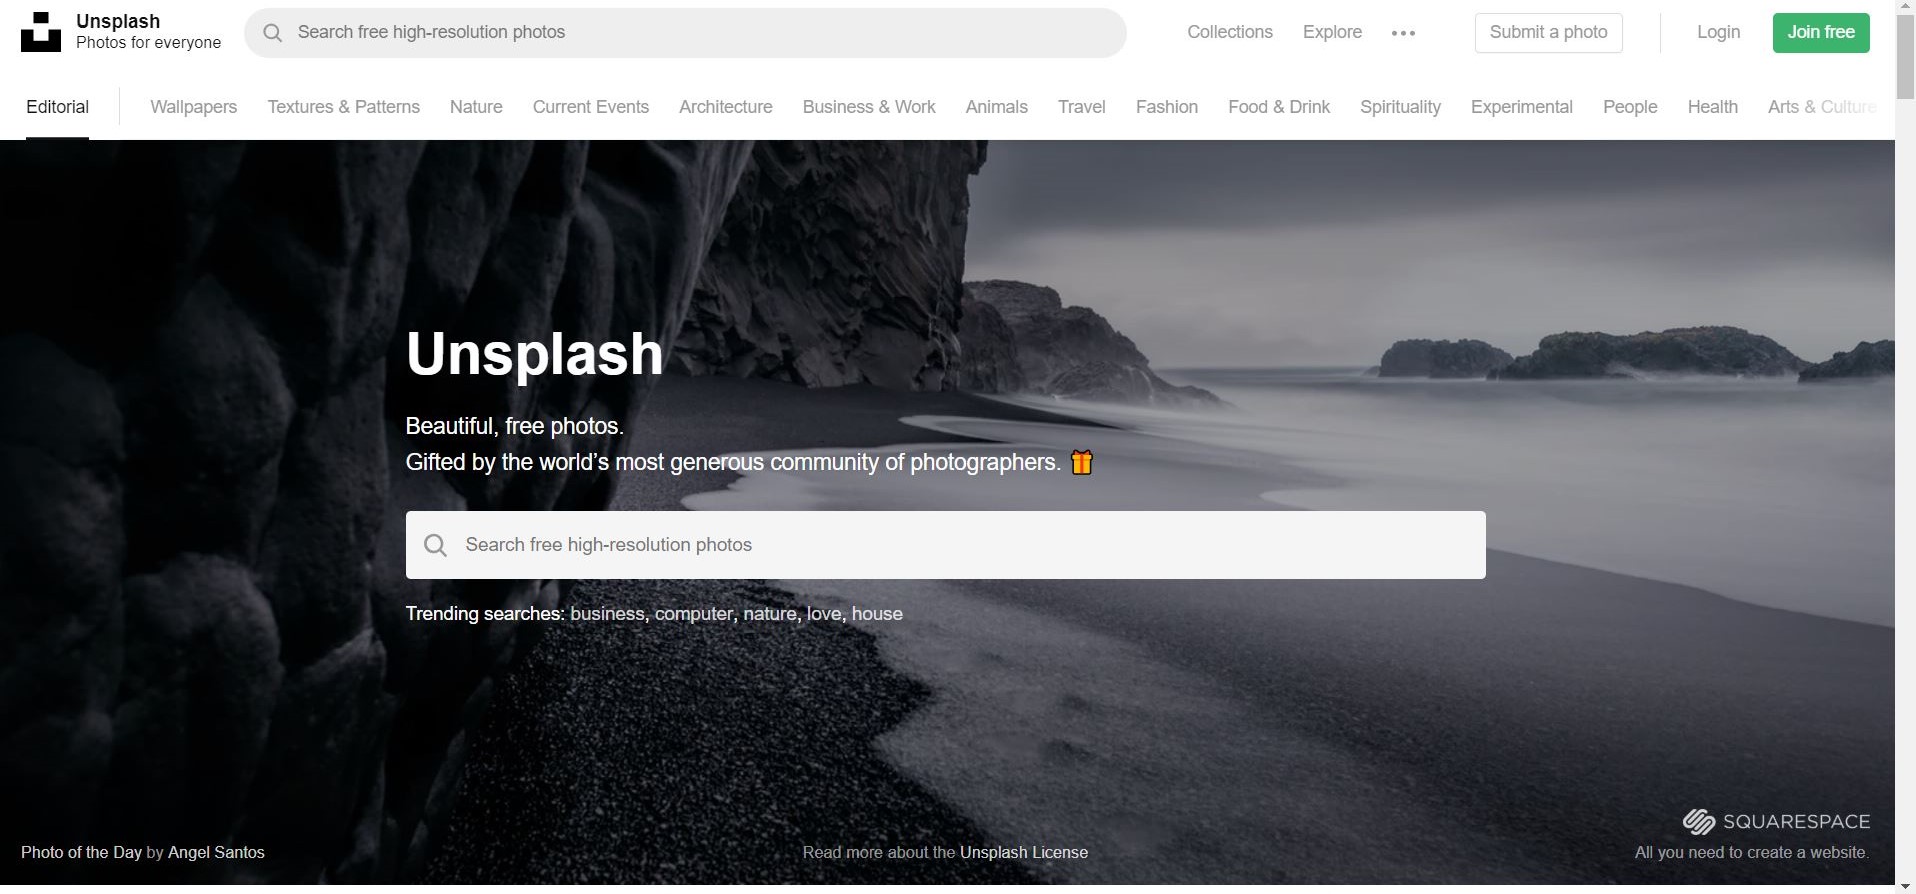 Unsplash
Photos for everyone
Search free high-resolution photos
Collections
Explore
Submit a photo
Login
Join free
Editorial
Wallpapers
Textures & Patterns
Nature
Current Events
Architecture
Business & Work
Animals
Travel
Fashion
Food & Drink
Spirituality
Experimental
People
Health
Arts & Culture
Unsplash
Beautiful, free photos.
Gifted by the world’s most generous community of photographers.
Search free high-resolution photos
Trending searches: business, computer, nature, love, house
SQUARESPACE
Photo of the Day by Angel Santos
Read more about the Unsplash License
All you need to create a website.